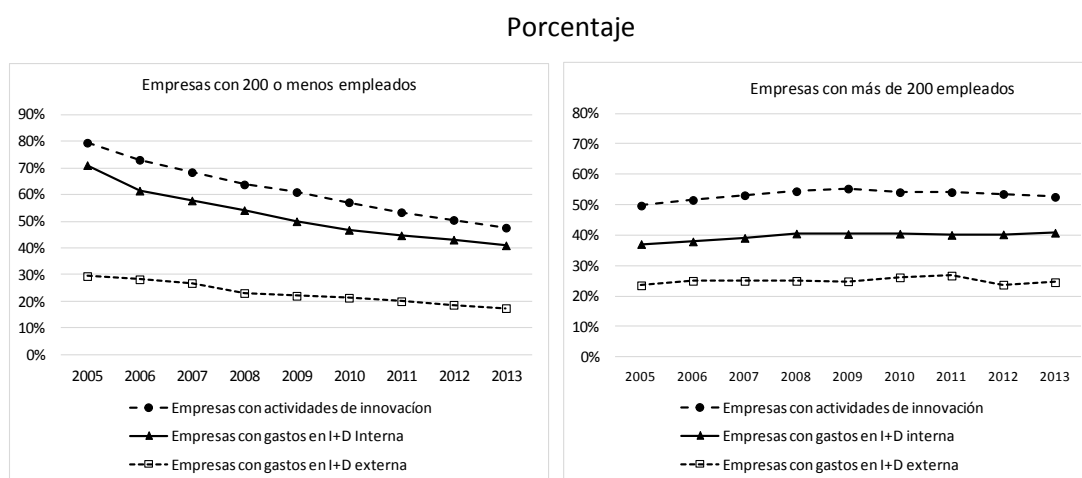 Porcentaje
Empresas con 200 o menos empleados
90%
80%
70%
60%
50%
40%
30%
20%
10%
0%
2005 2006 2007 2008 2009 2010 2011 2012 2013
Empresas con actividades de innovacíon
Empresas con gastos en I+D Interna
Empresas con gastos en I+D externa
Empresas con más de 200 empleados
80%
70%
60%
50%
40%
30%
20%
10%
0%
2005 2006 2007 2008 2009 2010 2011 2012 2013
Empresas con actividades de innovación
Empresas con gastos en I+D interna
Empresas con gastos en I+D externa